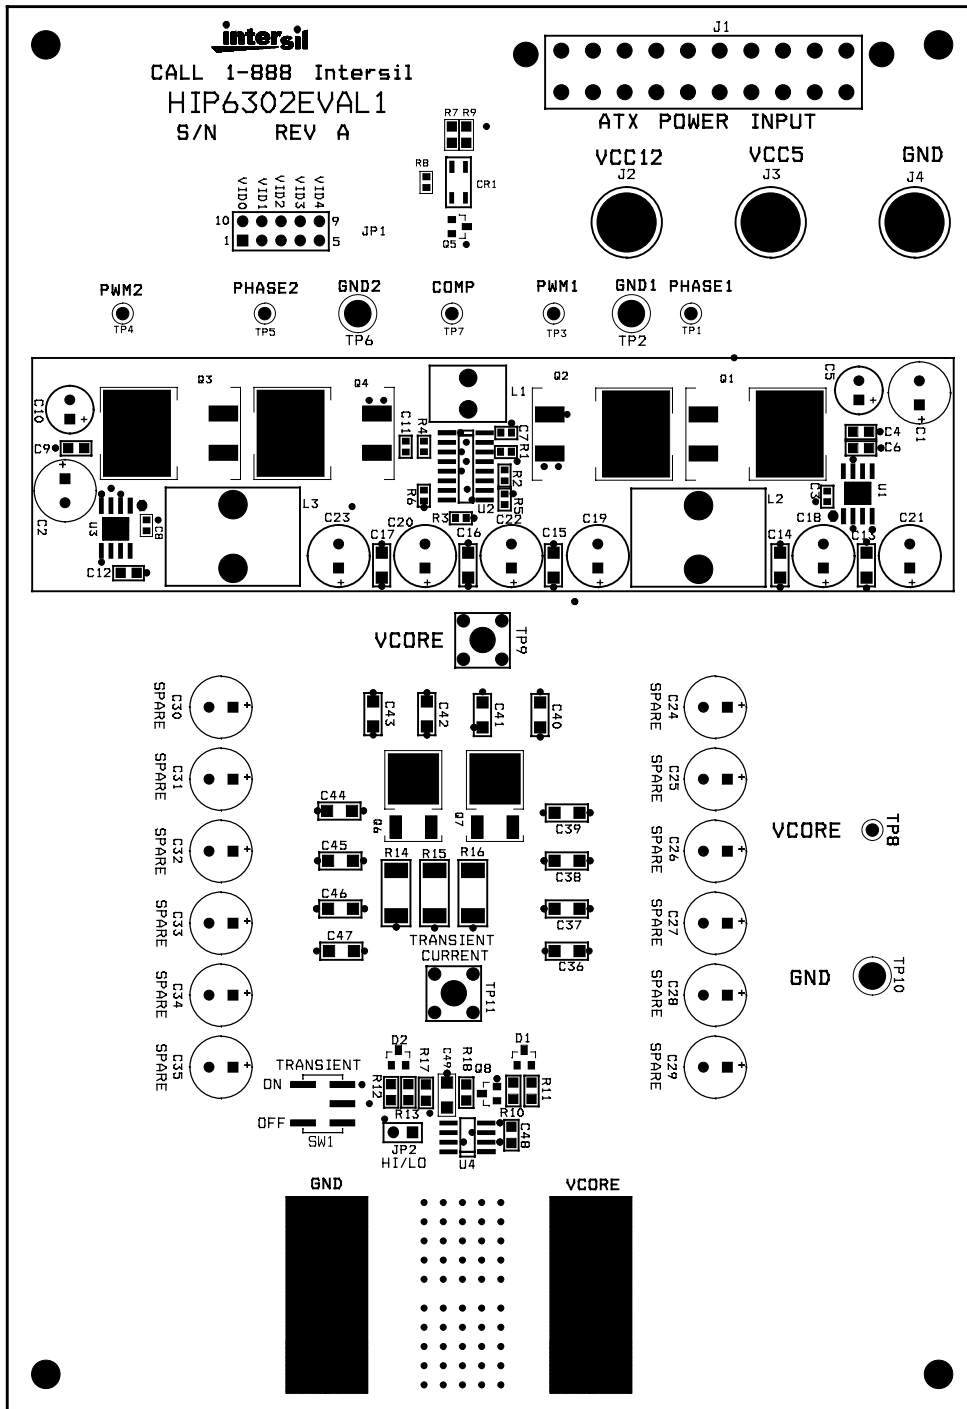 intersil
CALL 1-888 Intersil
HIP6302EVAL1
S/N REV A
J1
ATX POWER INPUT
VCC12 VCC5 GND
J2 J3 J4
R7 R9
R8
CR1
Q5
VID0 VID1 VID2 VID3 VID4
10 9
1 5
JP1
PWM2 PHASE2 GND2 COMP PWM1 GND1 PHASE1
TP4 TP5 TP6 TP7 TP3 TP2 TP1
C10 Q3 Q4 L1 Q2 Q1 C5 C1
+ +
C9 C11 R4 C7 R1 C4
C6
+
C2 U3 C8 L3 R6 R2 R5 U2 L2 C3 U1
C12 C23 C17 C20 C16 R3 C22 C15 C19 C14 C18 C13 C21
+ + + + + +
VCORE TP9
C30 SPARE + C43 C42 C41 C40 C24 SPARE +
C31 SPARE + C25 SPARE +
C44 Q6 Q7 C39
C32 SPARE + C26 SPARE + VCORE TP8
C45 R14 R15 R16 C38
C33 SPARE + C46 C37 C27 SPARE +
C47 C36
TRANSIENT
CURRENT
C34 SPARE + TP11 C28 SPARE + GND TP10
C35 SPARE + C29 SPARE +
TRANSIENT D2 D1
ON R12 R17 C49 R18 Q8 R11
R13 R10
OFF C48
SW1 JP2 U4
HI/LO
GND VCORE